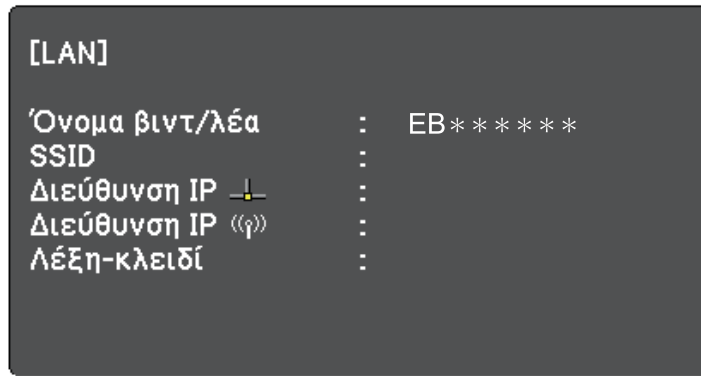 [LAN]
Όνομα βιντ/λέα : EB******
SSID :
Διεύθυνση IP :
Διεύθυνση IP :
Λέξη-κλειδί :